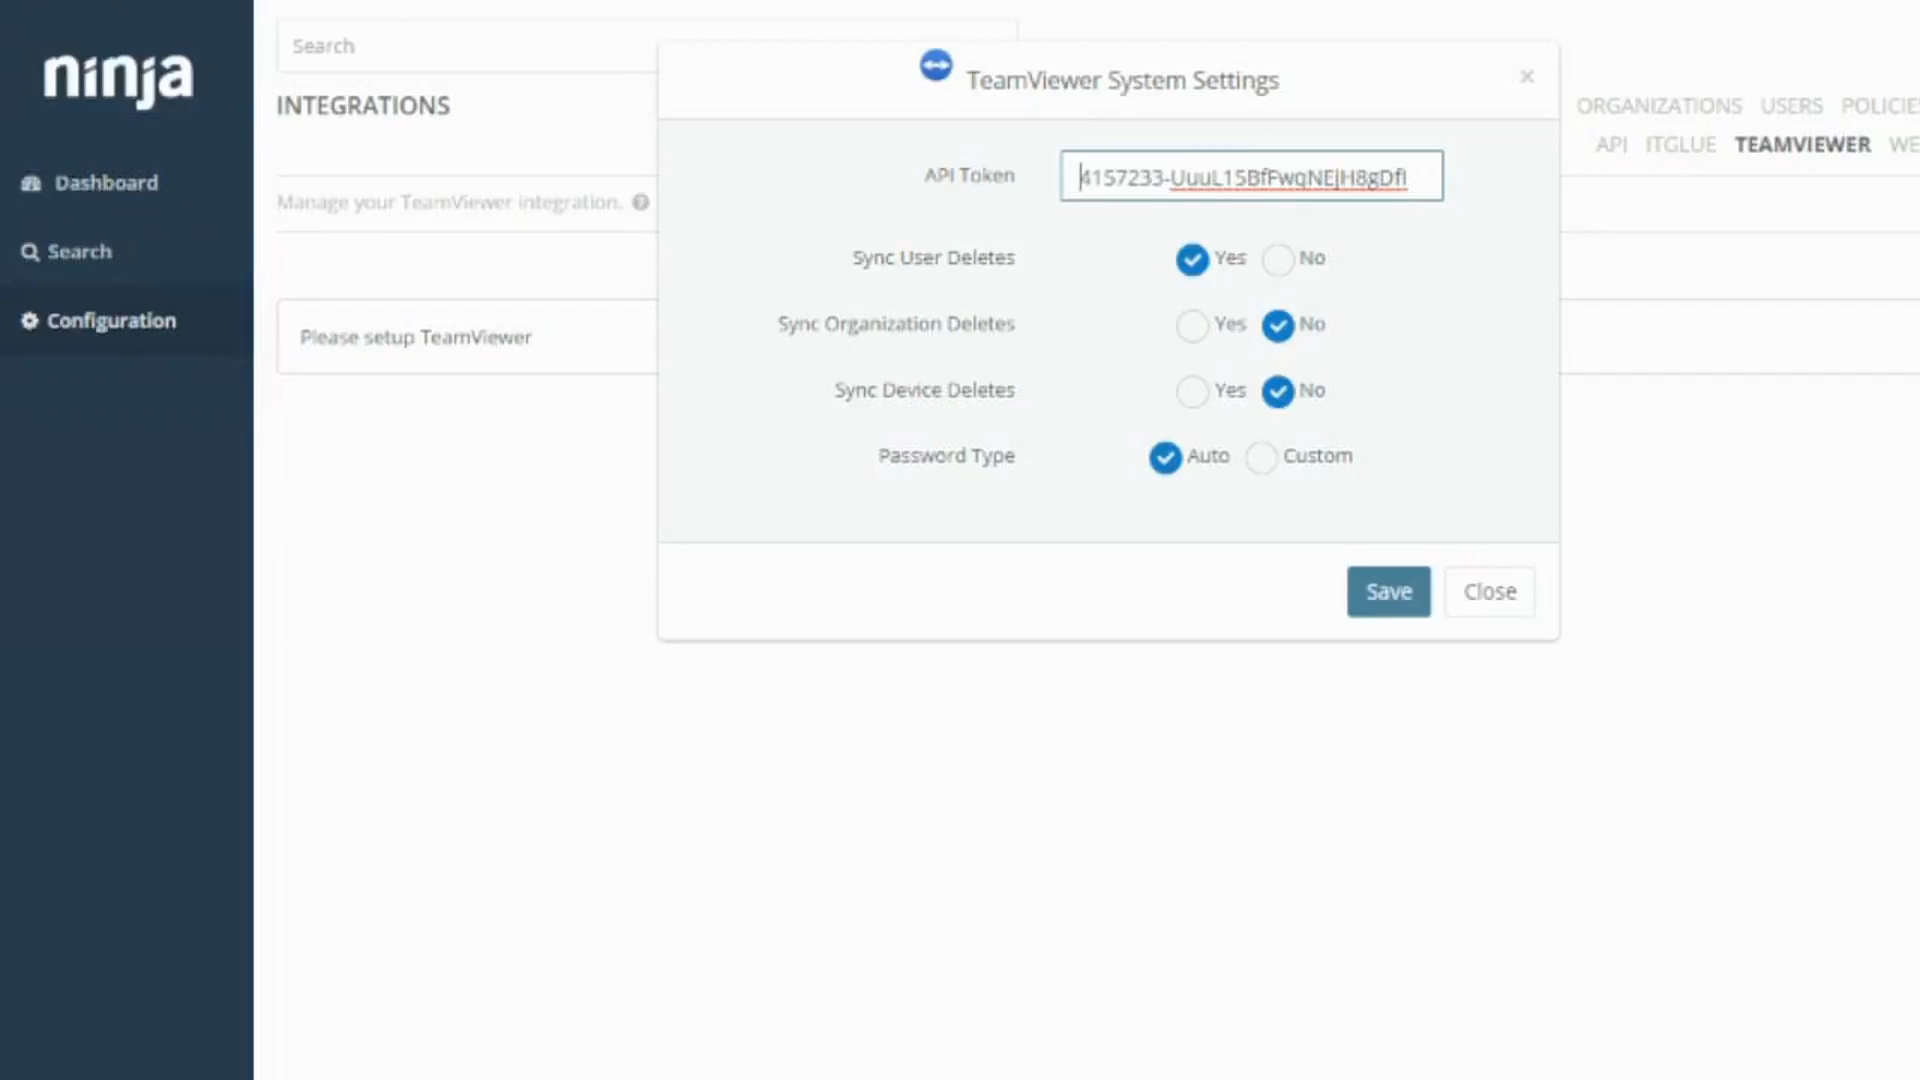 ninja
Dashboard
Search
Configuration
Search
INTEGRATIONS
ORGANIZATIONS USERS POLICIES
API ITGLUE TEAMVIEWER WE
Manage your TeamViewer integration.
Please setup TeamViewer
TeamViewer System Settings
API Token 4157233-UuuL15BfFwqNEjH8gDfI
Sync User Deletes Yes No
Sync Organization Deletes Yes No
Sync Device Deletes Yes No
Password Type Auto Custom
Save Close